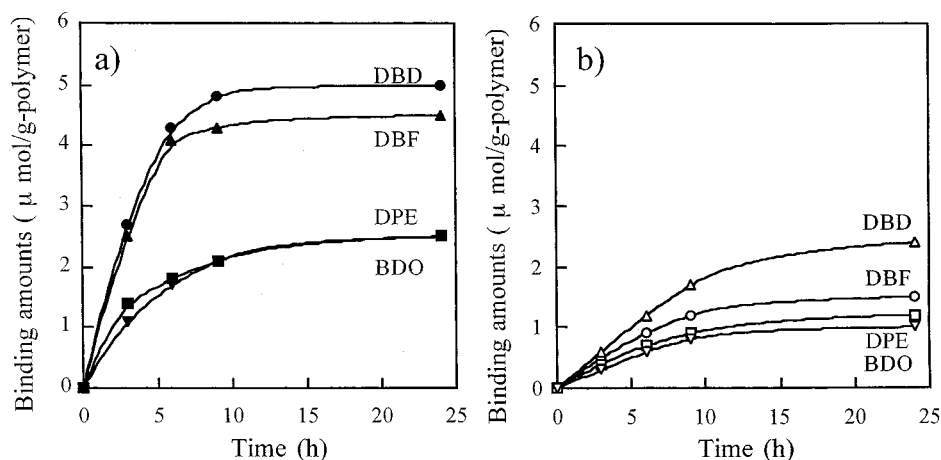 Binding amounts ( μ mol/g-polymer)
a)
6
5
4
3
2
1
0
DBD
DBF
DPE
BDO
0 5 10 15 20 25
Time (h)
Binding amounts ( μ mol/g-polymer)
b)
6
5
4
3
2
1
0
DBD
DBF
DPE
BDO
0 5 10 15 20 25
Time (h)